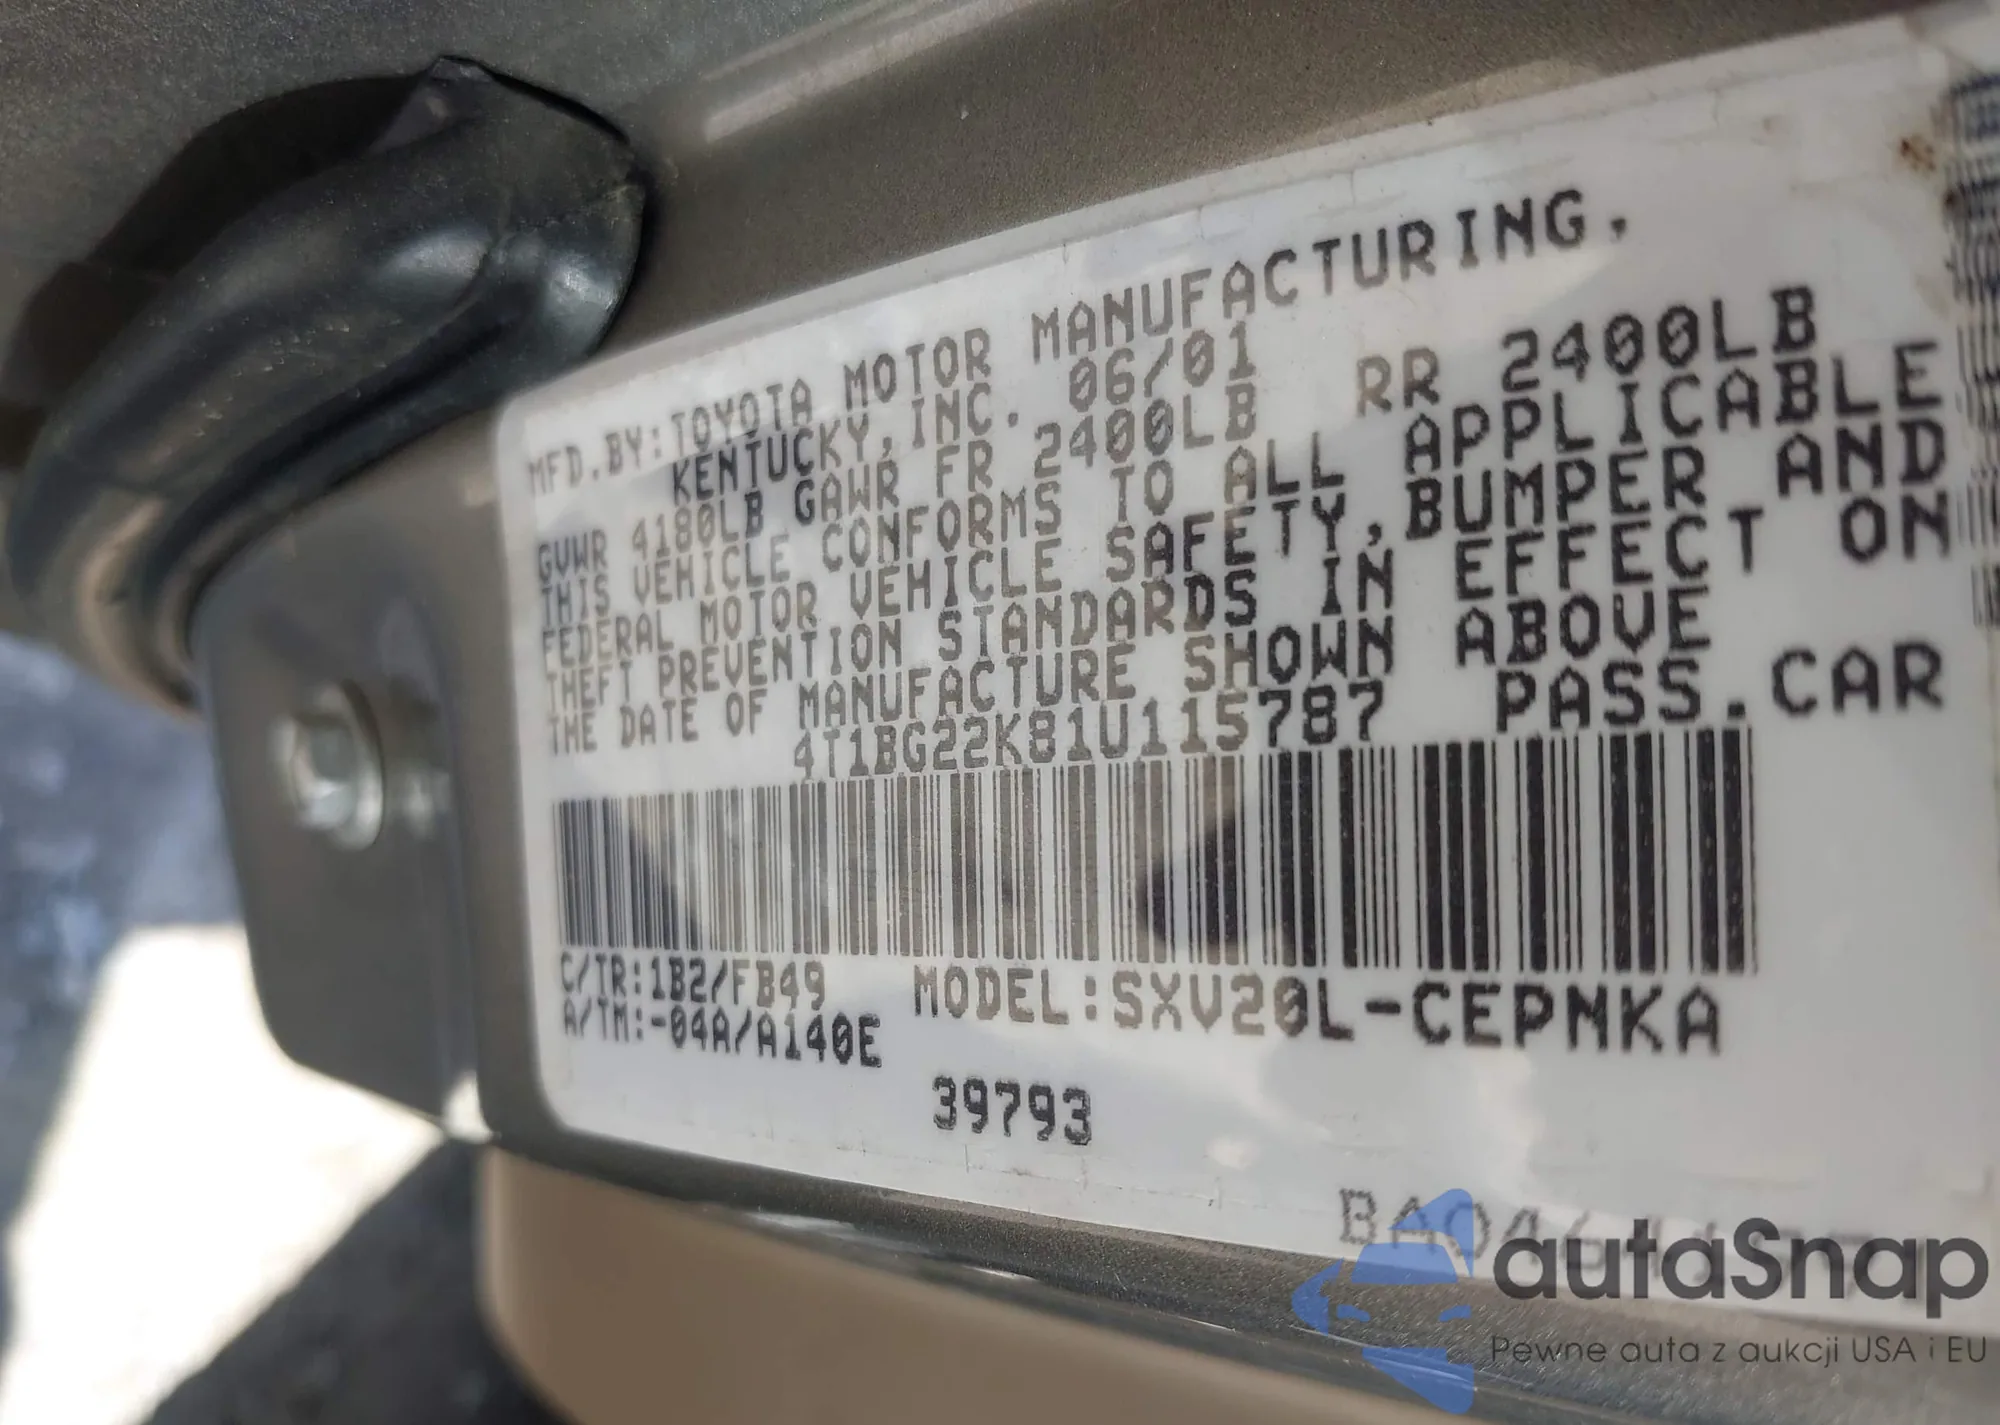 MFD.BY:TOYOTA MOTOR MANUFACTURING,
KENTUCKY,INC. 06/01
GVWR 4180LB GAWR FR 2400LB RR 2400LB
THIS VEHICLE CONFORMS TO ALL APPLICABLE
FEDERAL MOTOR VEHICLE SAFETY,BUMPER AND
THEFT PREVENTION STANDARDS IN EFFECT ON
THE DATE OF MANUFACTURE SHOWN ABOVE
4T1BG22K81U115787 PASS.CAR
C/TR:1B2/FB49 MODEL:SXV20L-CEPNKA
A/TM:-04A/A140E
39793
autaSnap
Pewne auta z aukcji USA i EU